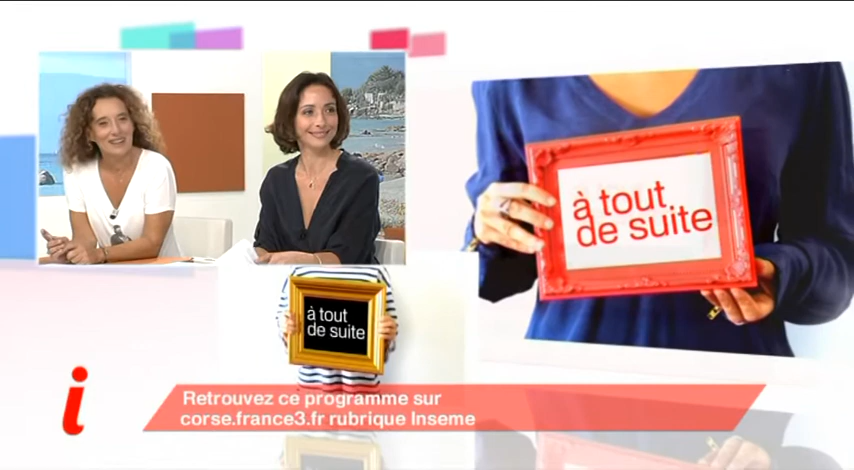 à tout
de suite
à tout
de suite
i
Retrouvez ce programme sur
corse.france3.fr rubrique Inseme